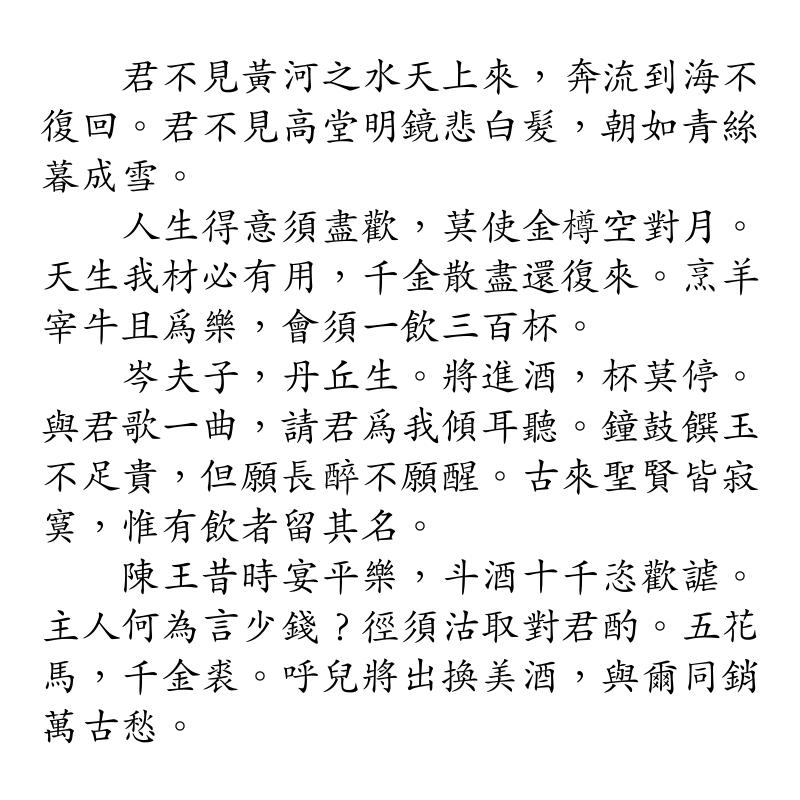 君不見黃河之水天上來，奔流到海不
復回。君不見高堂明鏡悲白髮，朝如青絲
暮成雪。
人生得意須盡歡，莫使金樽空對月。
天生我材必有用，千金散盡還復來。烹羊
宰牛且爲樂，會須一飲三百杯。
岑夫子，丹丘生。將進酒，杯莫停。
與君歌一曲，請君爲我傾耳聽。鐘鼓饌玉
不足貴，但願長醉不願醒。古來聖賢皆寂
寞，惟有飲者留其名。
陳王昔時宴平樂，斗酒十千恣歡謔。
主人何為言少錢？徑須沽取對君酌。五花
馬，千金裘。呼兒將出換美酒，與爾同銷
萬古愁。